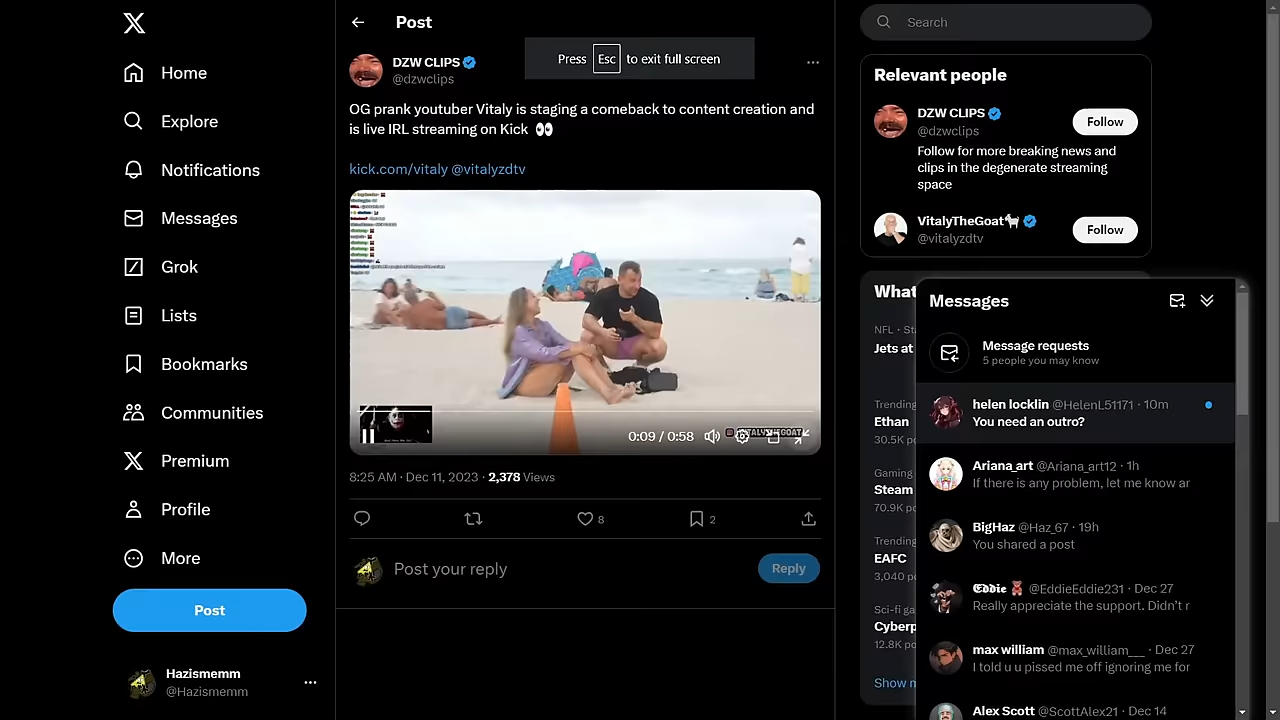 Home
Explore
Notifications
Messages
Grok
Lists
Bookmarks
Communities
Premium
Profile
More
Post
Hazismemm
@Hazismemm
Post
Press Esc to exit full screen
DZW CLIPS
@dzwclips
OG prank youtuber Vitaly is staging a comeback to content creation and
is live IRL streaming on Kick 👀
kick.com/vitaly @vitalyzdtv
0:09 / 0:58
8:25 AM · Dec 11, 2023 · 2,378 Views
8
2
Post your reply
Reply
Search
Relevant people
DZW CLIPS
@dzwclips
Follow
Follow for more breaking news and
clips in the degenerate streaming
space
VitalyTheGoat🐐
@vitalyzdtv
Follow
What
NFL · Sta
Jets at
Trending
Ethan
30.5K po
Gaming
Steam
70.9K po
Trending
EAFC
3,040 po
Sci-fi ga
Cyberp
12.8K po
Show m
Messages
Message requests
5 people you may know
helen locklin @HelenL51171 · 10m
You need an outro?
Ariana_art @Ariana_art12 · 1h
If there is any problem, let me know ar
BigHaz @Haz_67 · 19h
You shared a post
Eddie 🧸 @EddieEddie231 · Dec 27
Really appreciate the support. Didn't r
max william @max_william___ · Dec 27
I told u u pissed me off ignoring me for
Alex Scott @ScottAlex21 · Dec 14